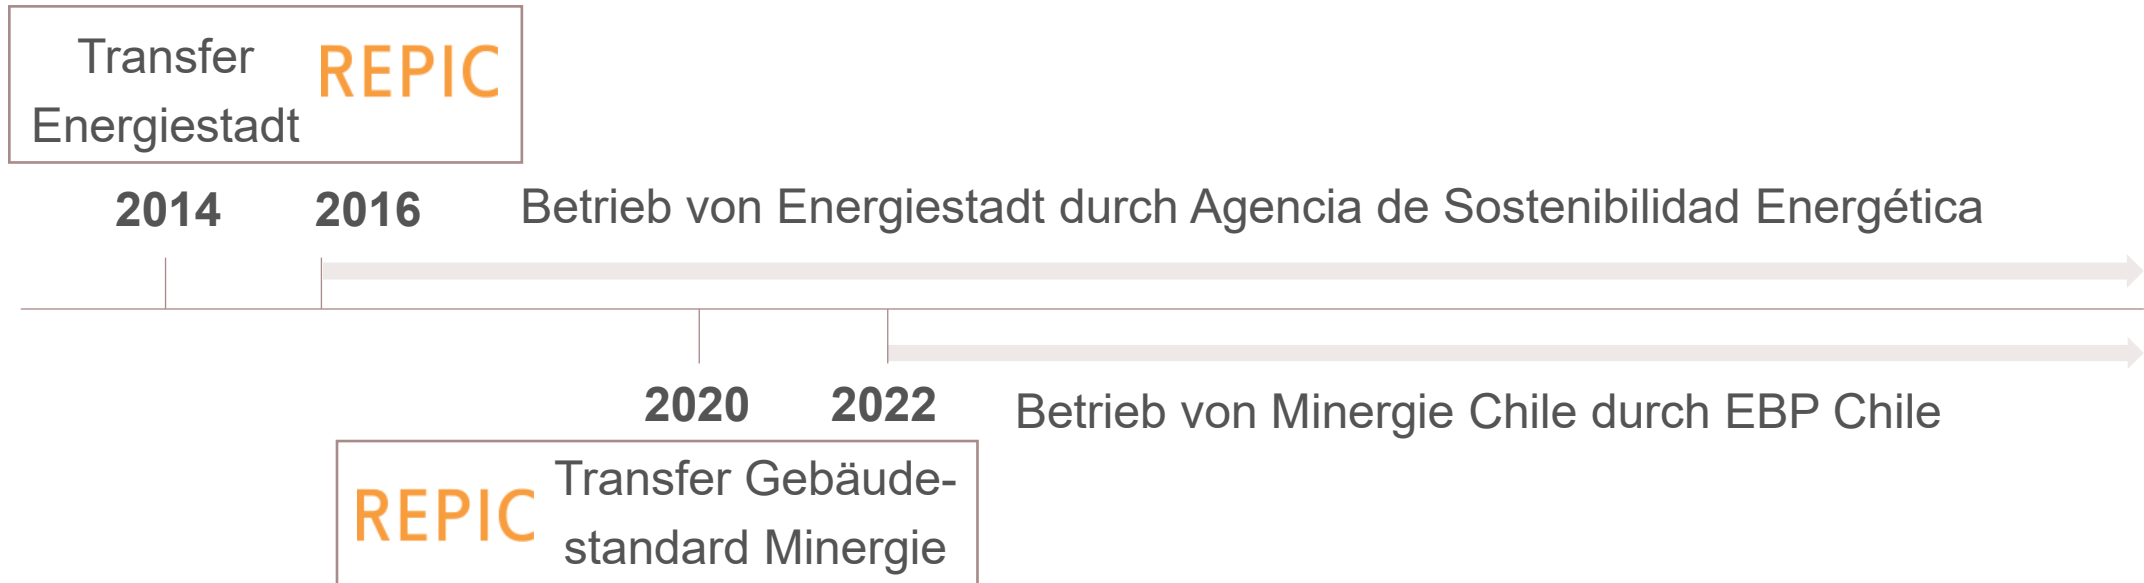 Transfer REPIC
Energiestadt
2014 2016 Betrieb von Energiestadt durch Agencia de Sostenibilidad Energética
2020 2022 Betrieb von Minergie Chile durch EBP Chile
REPIC Transfer Gebäude-
standard Minergie